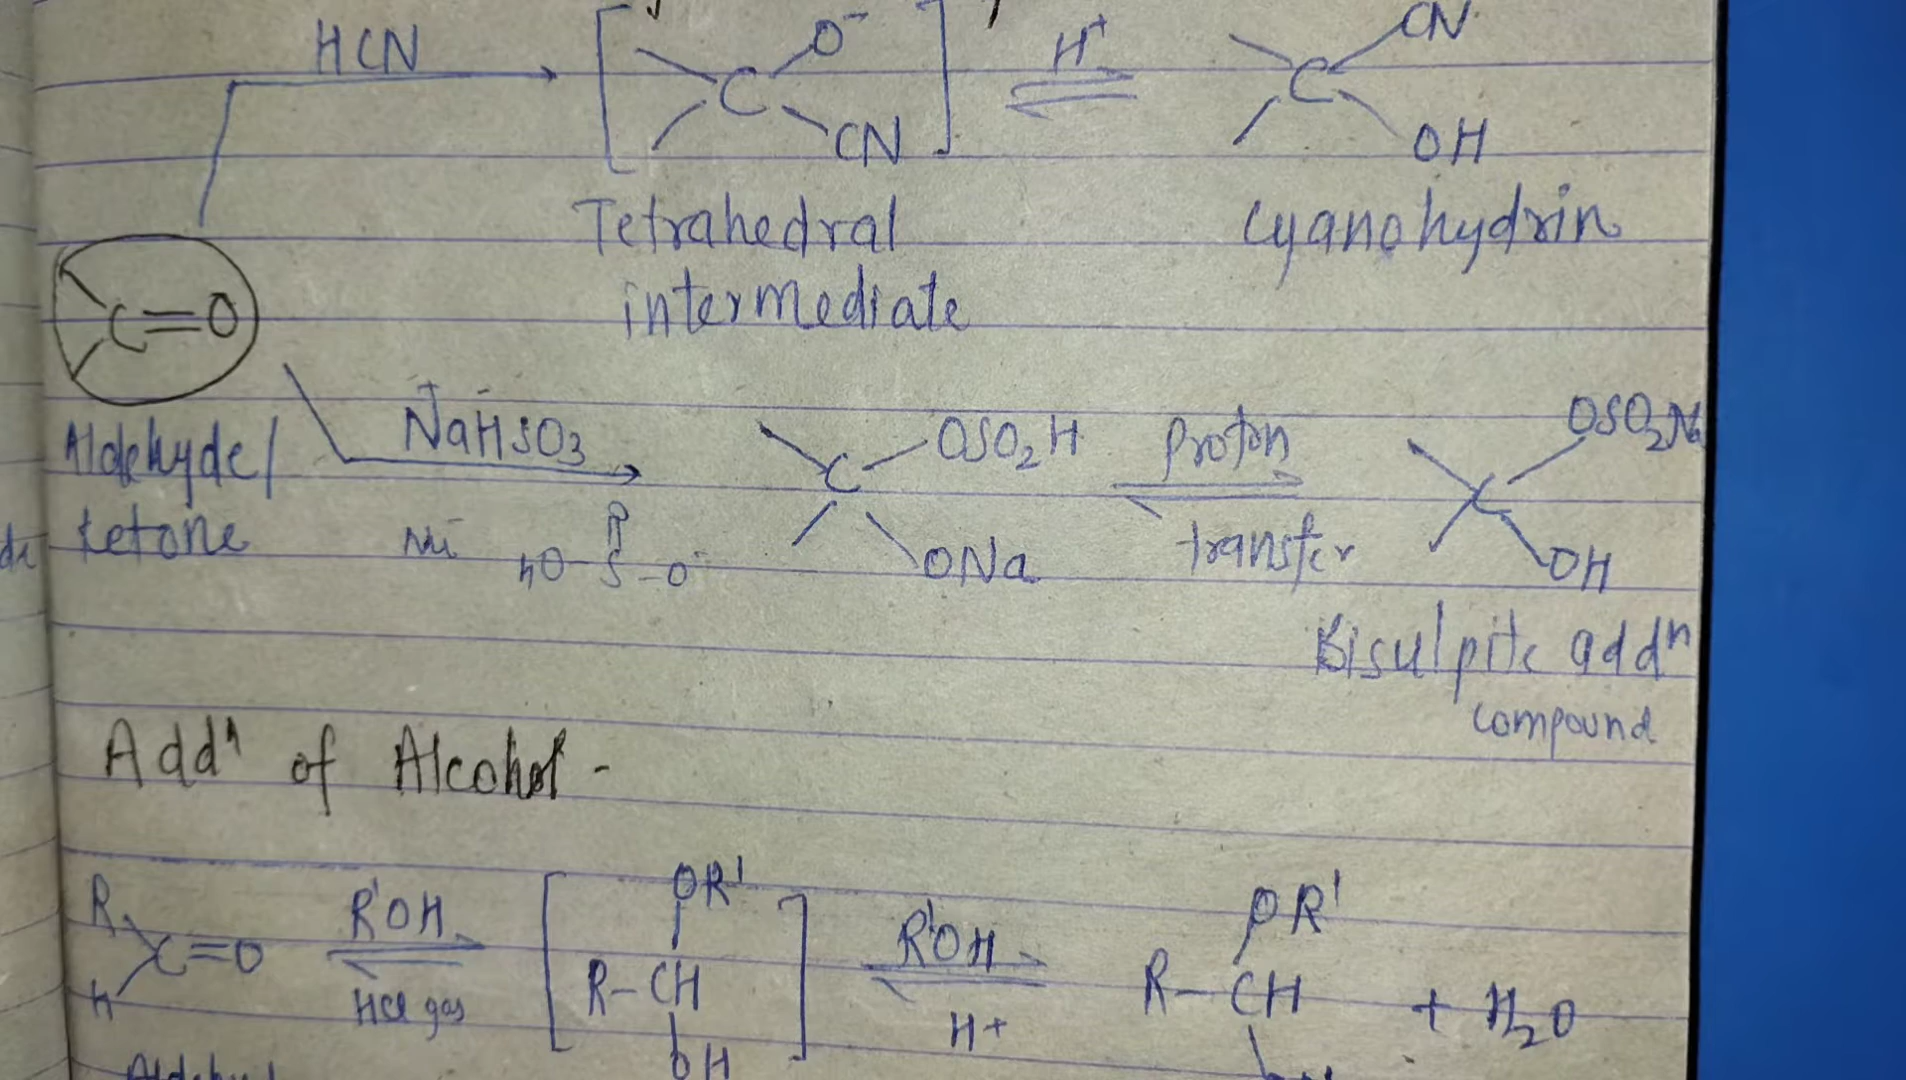 HCN
O⁻
C
CN
H⁺
CN
C
OH
Tetrahedral
intermediate
Cyanohydrin
C=O
Aldehyde/
ketone
NaHSO₃
HO-S-O⁻
OSO₂H
C
ONa
Proton
transfer
OSO₂Na
C
OH
Bisulpite addⁿ
compound
Addⁿ of Alcohol -
R
C=O
H
R'OH
HCl gas
OR'
R-CH
OH
R'OH
H+
OR'
R-CH + H₂O